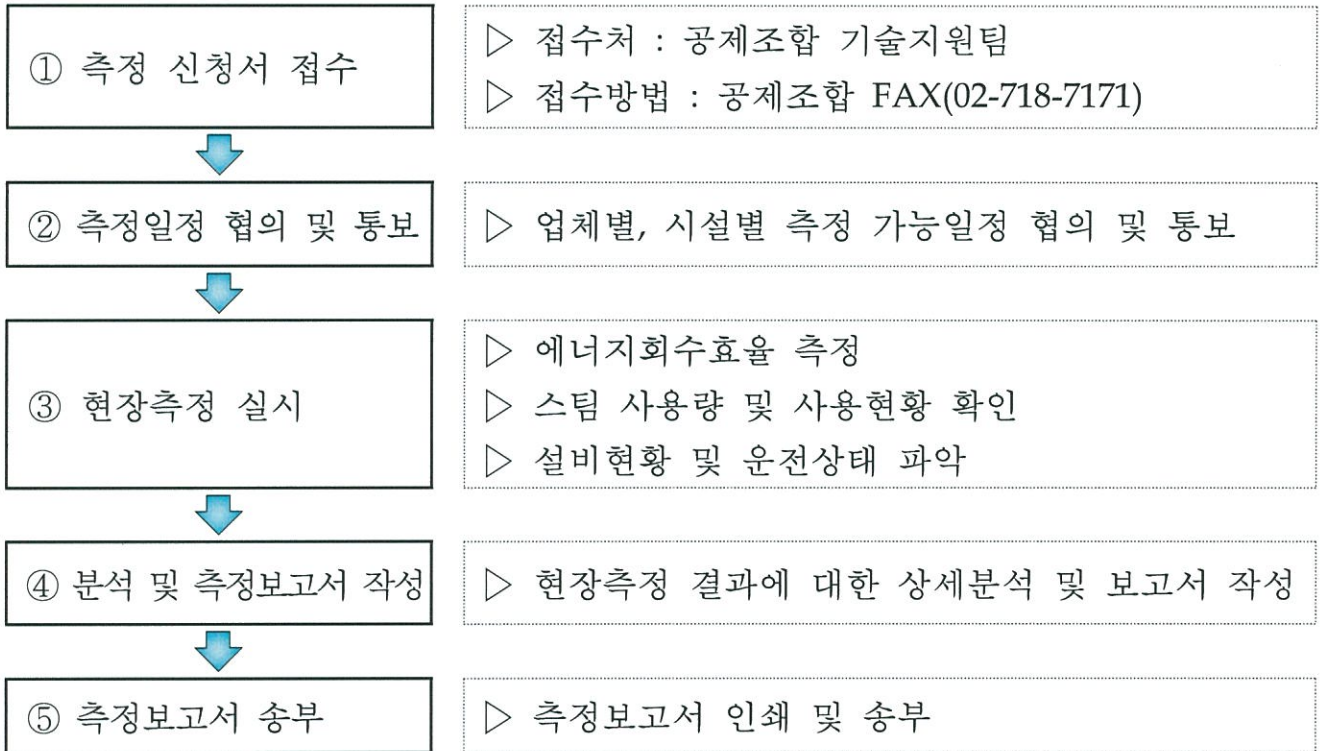 ① 측정 신청서 접수
▷ 접수처 : 공제조합 기술지원팀
▷ 접수방법 : 공제조합 FAX(02-718-7171)
② 측정일정 협의 및 통보
▷ 업체별, 시설별 측정 가능일정 협의 및 통보
③ 현장측정 실시
▷ 에너지회수효율 측정
▷ 스팀 사용량 및 사용현황 확인
▷ 설비현황 및 운전상태 파악
④ 분석 및 측정보고서 작성
▷ 현장측정 결과에 대한 상세분석 및 보고서 작성
⑤ 측정보고서 송부
▷ 측정보고서 인쇄 및 송부